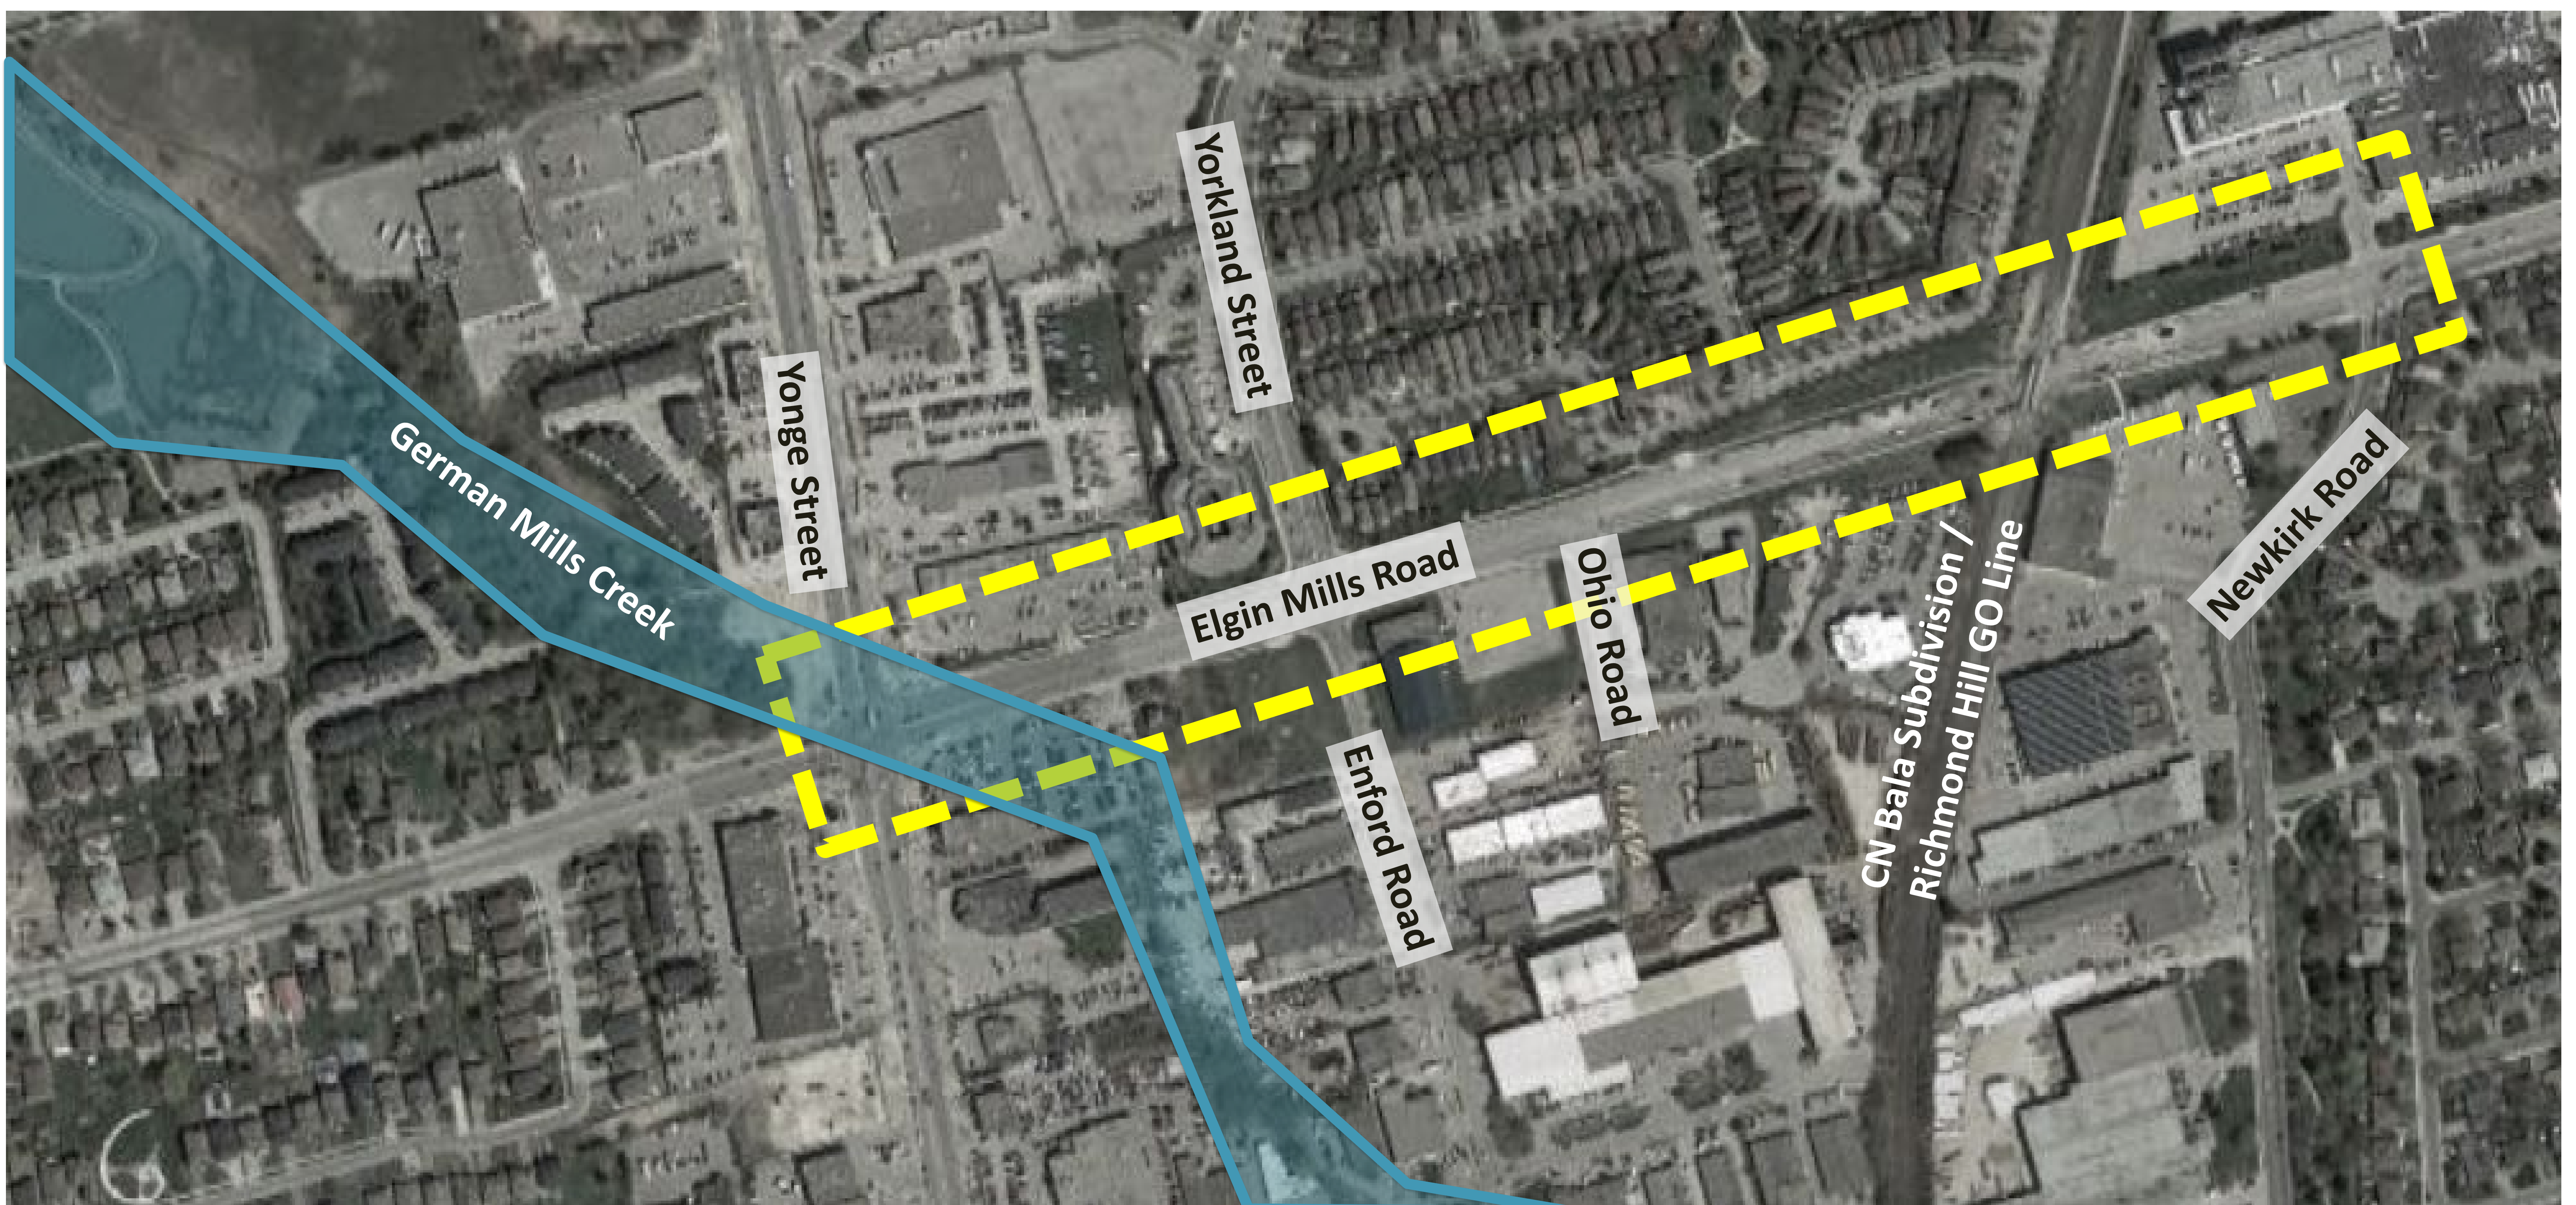 Yorkland Street
Yonge Street
German Mills Creek
Elgin Mills Road
Ohio Road
Newkirk Road
CN Bala Subdivision /
Richmond Hill GO Line
Enford Road